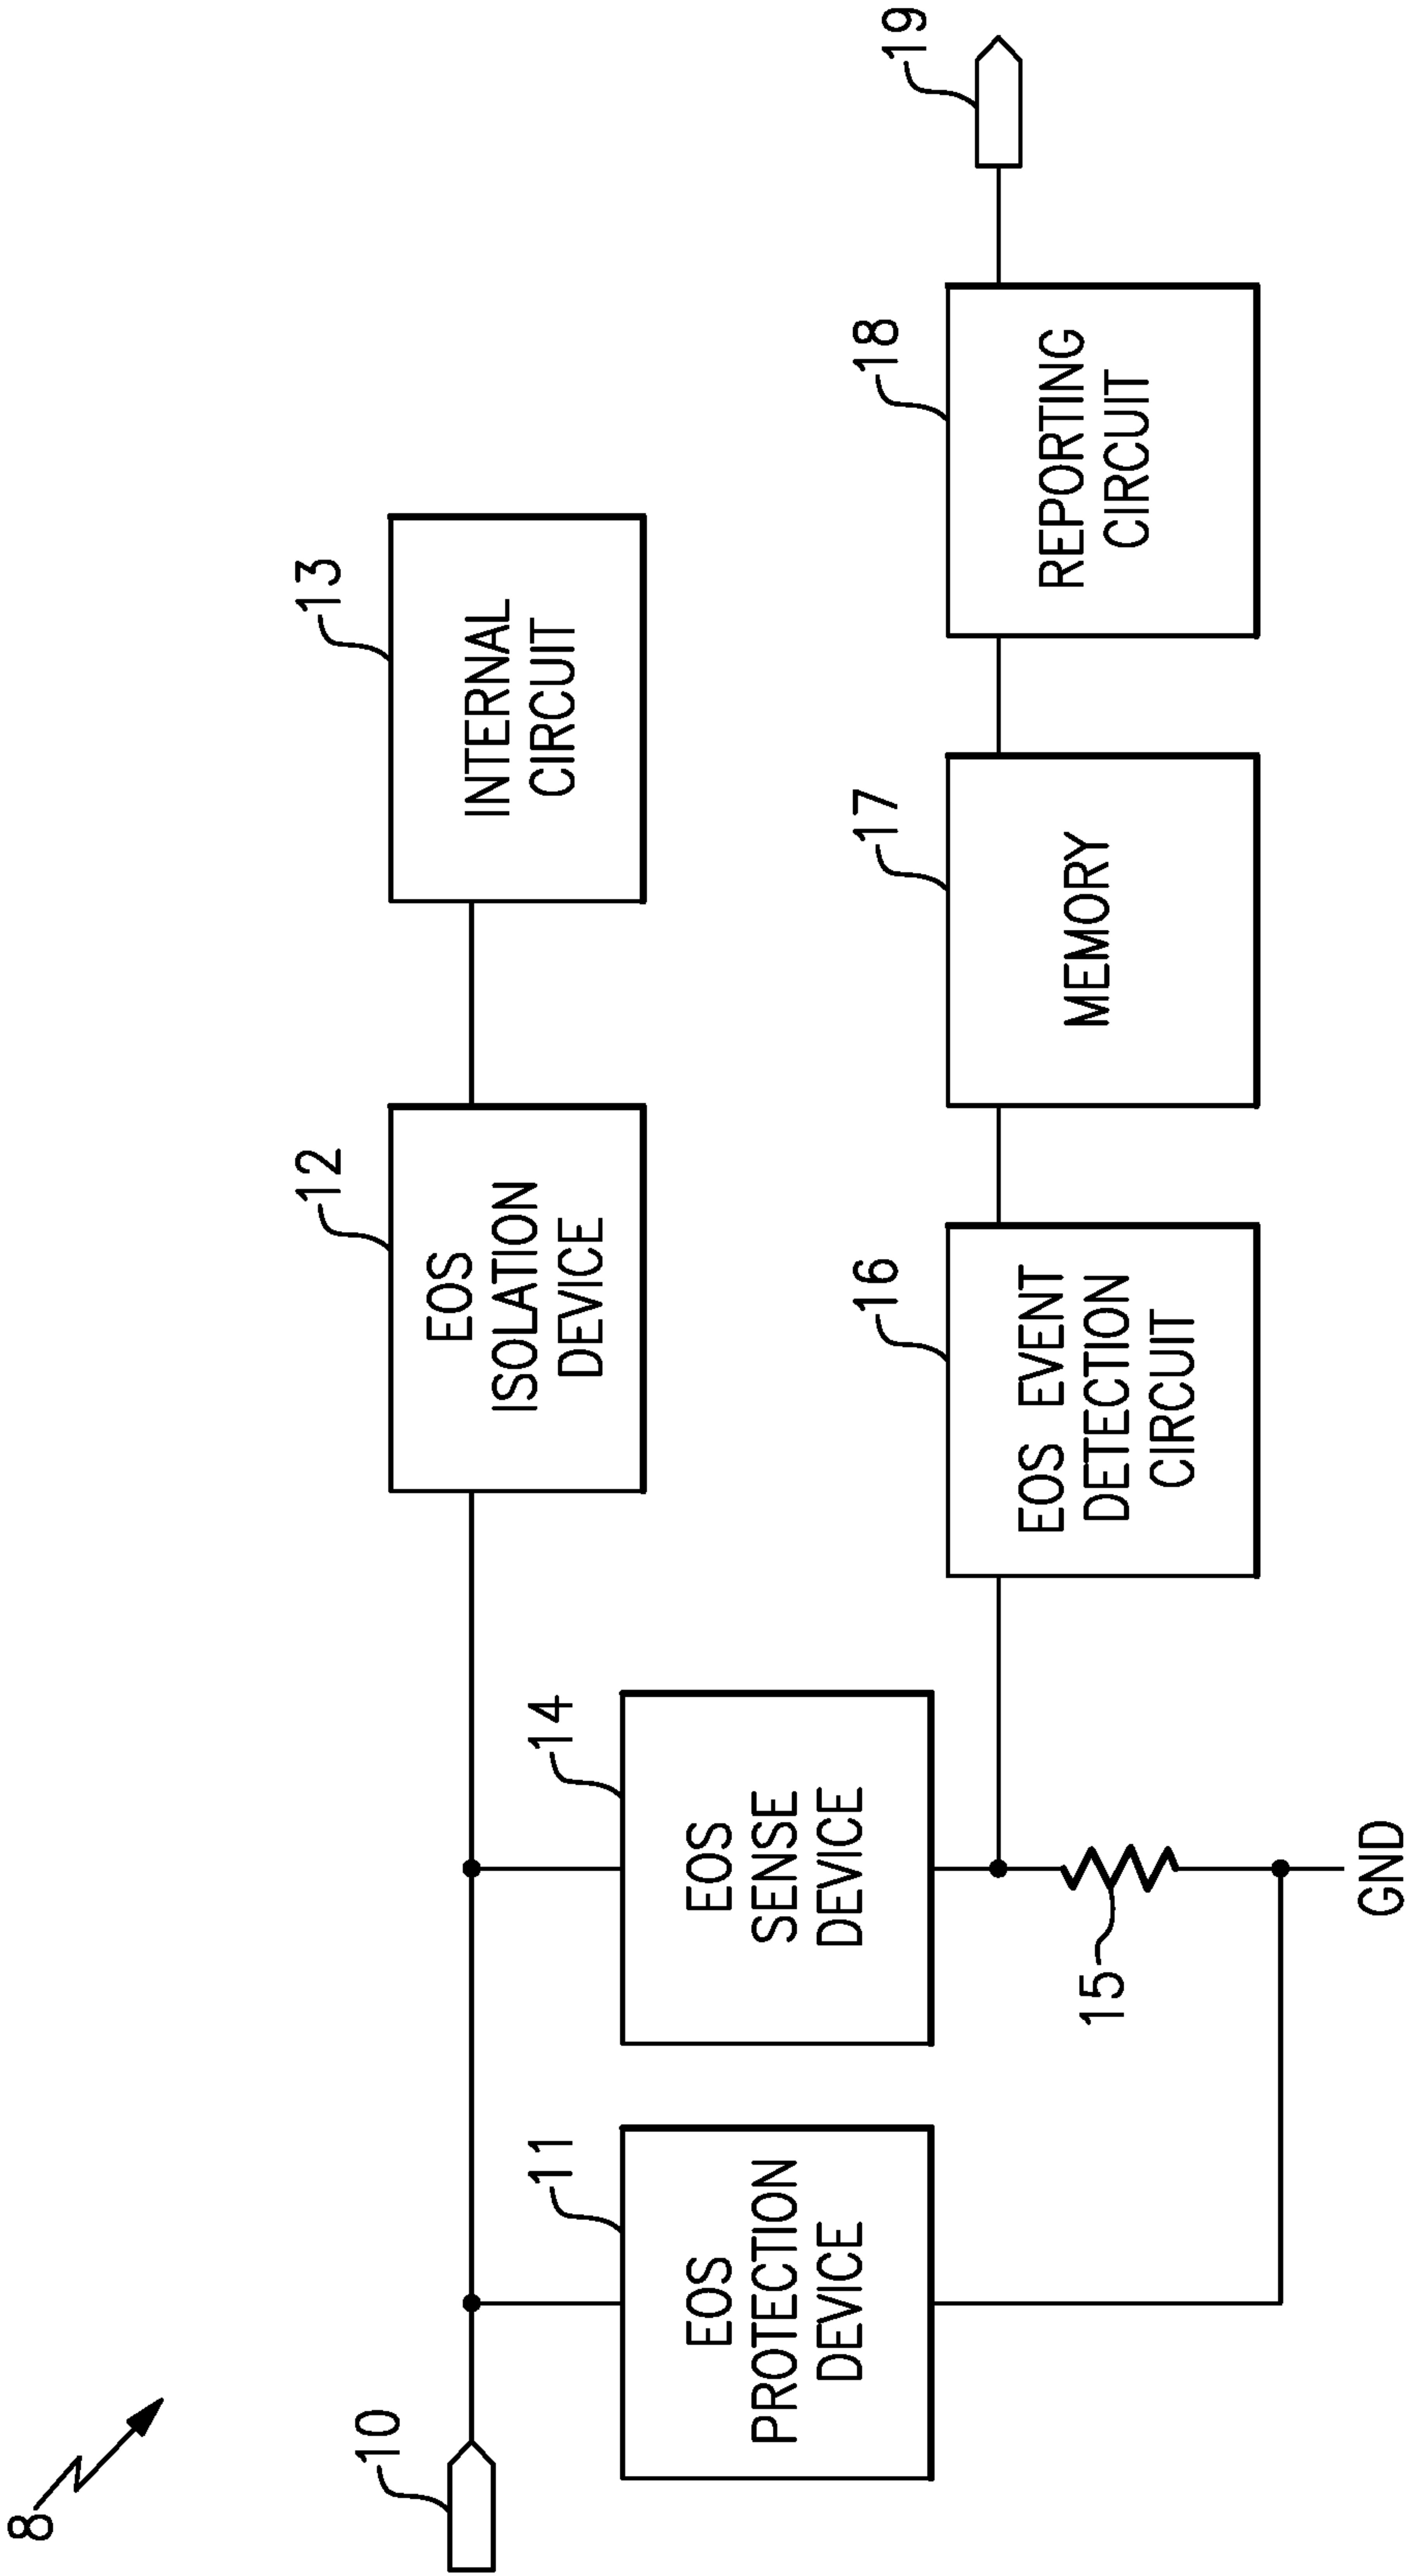 8
10
11
EOS
PROTECTION
DEVICE
14
EOS
SENSE
DEVICE
15
GND
12
EOS
ISOLATION
DEVICE
13
INTERNAL
CIRCUIT
16
EOS EVENT
DETECTION
CIRCUIT
17
MEMORY
18
REPORTING
CIRCUIT
19